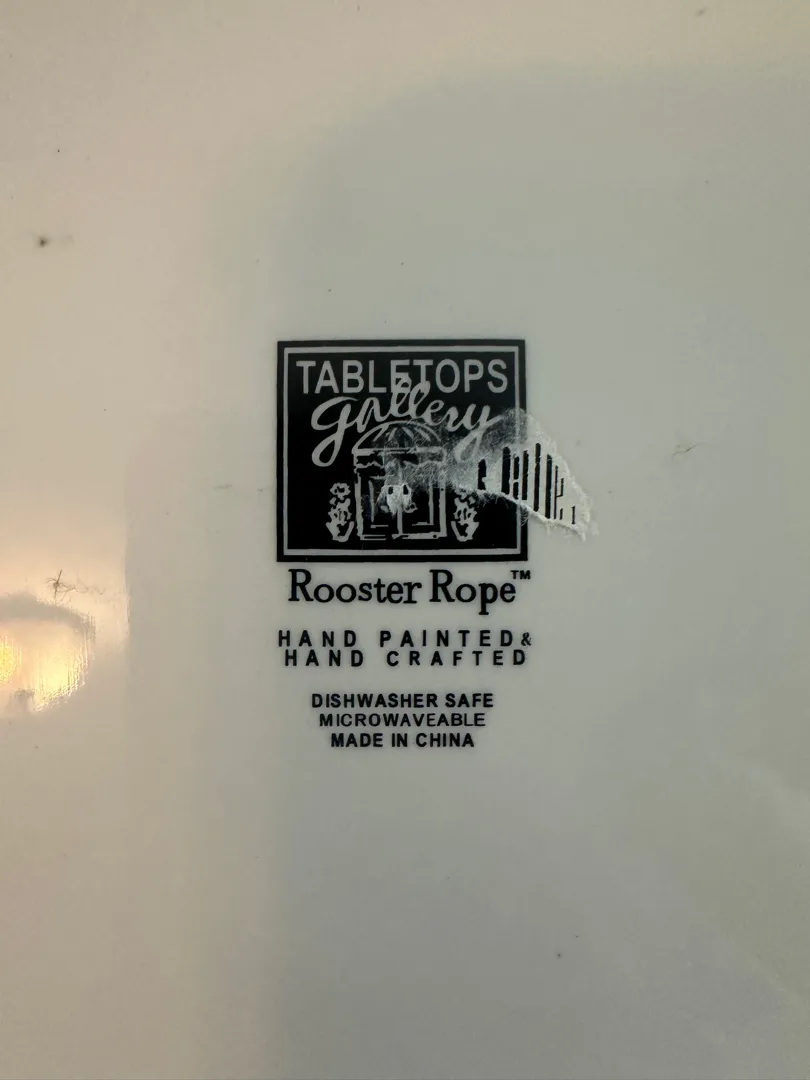 TABLETOPS
gallery
Rooster Rope™
HAND PAINTED&
HAND CRAFTED
DISHWASHER SAFE
MICROWAVEABLE
MADE IN CHINA